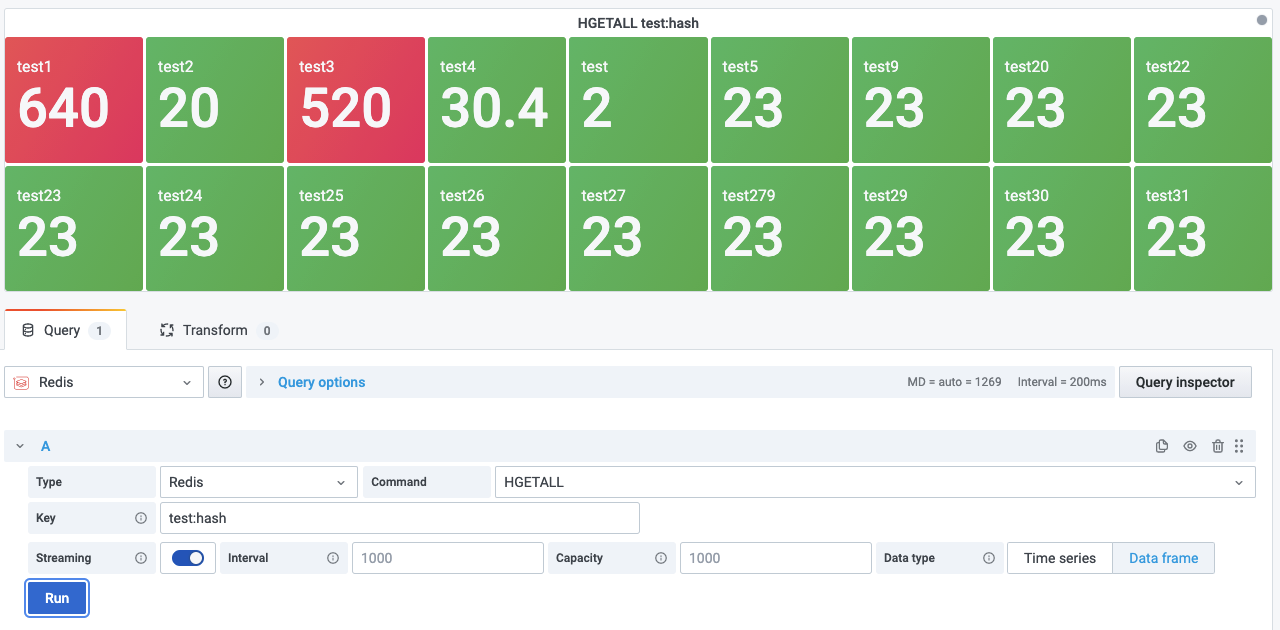 HGETALL test:hash
test1 test2 test3 test4 test test5 test9 test20 test22
640 20 520 30.4 2 23 23 23 23
test23 test24 test25 test26 test27 test279 test29 test30 test31
23 23 23 23 23 23 23 23 23
Query 1 Transform 0
Redis Query options MD = auto = 1269 Interval = 200ms Query inspector
A
Type Redis Command HGETALL
Key test:hash
Streaming Interval 1000 Capacity 1000 Data type Time series Data frame
Run